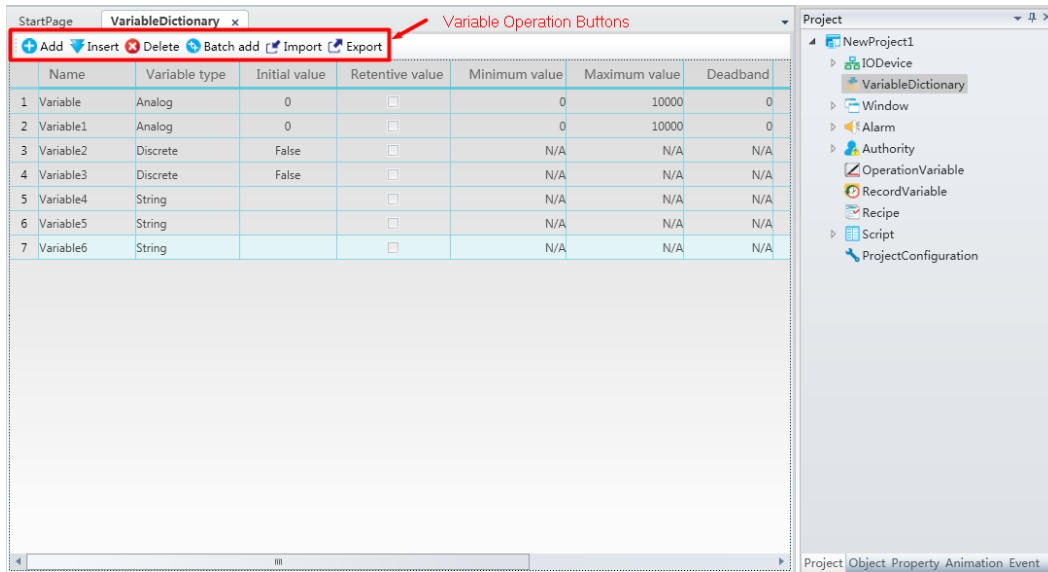 StartPage VariableDictionary x Variable Operation Buttons Project
Add Insert Delete Batch add Import Export
Name Variable type Initial value Retentive value Minimum value Maximum value Deadband
1 Variable Analog 0 0 10000 0
2 Variable1 Analog 0 0 10000 0
3 Variable2 Discrete False N/A N/A N/A
4 Variable3 Discrete False N/A N/A N/A
5 Variable4 String N/A N/A N/A
6 Variable5 String N/A N/A N/A
7 Variable6 String N/A N/A N/A
NewProject1
IODevice
VariableDictionary
Window
Alarm
Authority
OperationVariable
RecordVariable
Recipe
Script
ProjectConfiguration
Project Object Property Animation Event